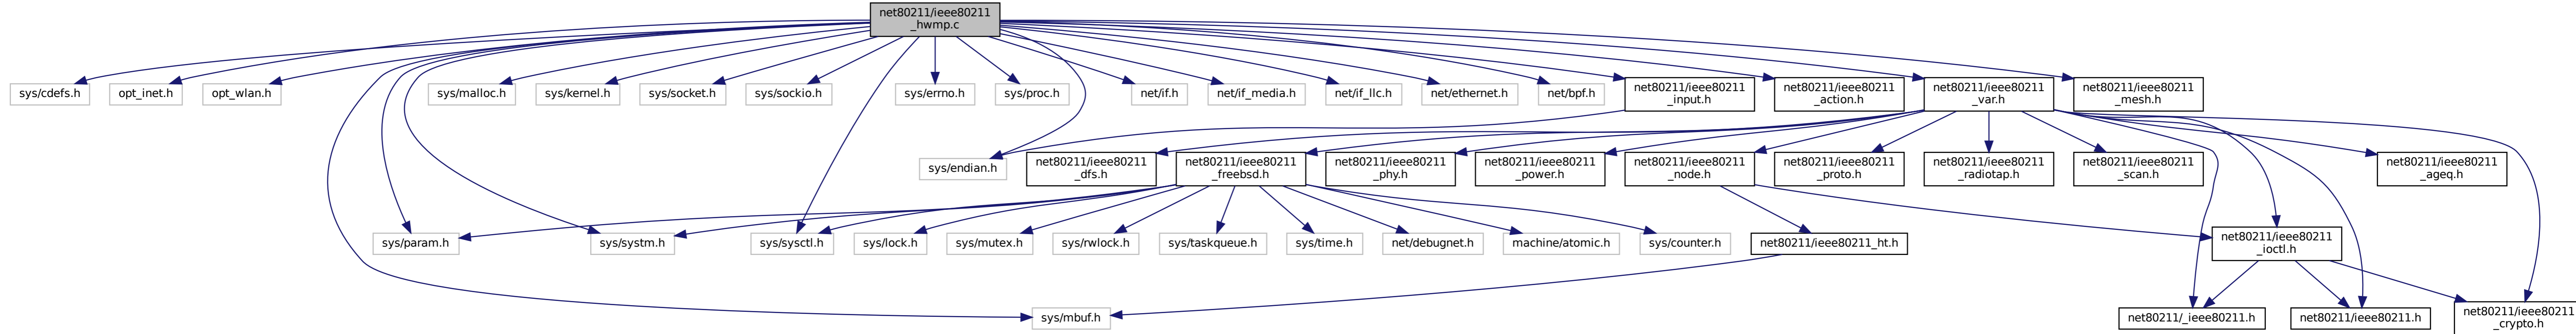 net80211/ieee80211
_hwmp.c
sys/cdefs.h
opt_inet.h
opt_wlan.h
sys/malloc.h
sys/kernel.h
sys/socket.h
sys/sockio.h
sys/errno.h
sys/proc.h
net/if.h
net/if_media.h
net/if_llc.h
net/ethernet.h
net/bpf.h
net80211/ieee80211
_input.h
net80211/ieee80211
_action.h
net80211/ieee80211
_var.h
net80211/ieee80211
_mesh.h
sys/endian.h
net80211/ieee80211
_dfs.h
net80211/ieee80211
_freebsd.h
net80211/ieee80211
_phy.h
net80211/ieee80211
_power.h
net80211/ieee80211
_node.h
net80211/ieee80211
_proto.h
net80211/ieee80211
_radiotap.h
net80211/ieee80211
_scan.h
net80211/ieee80211
_ageq.h
sys/param.h
sys/systm.h
sys/sysctl.h
sys/lock.h
sys/mutex.h
sys/rwlock.h
sys/taskqueue.h
sys/time.h
net/debugnet.h
machine/atomic.h
sys/counter.h
net80211/ieee80211_ht.h
net80211/ieee80211
_ioctl.h
sys/mbuf.h
net80211/_ieee80211.h
net80211/ieee80211.h
net80211/ieee80211
_crypto.h